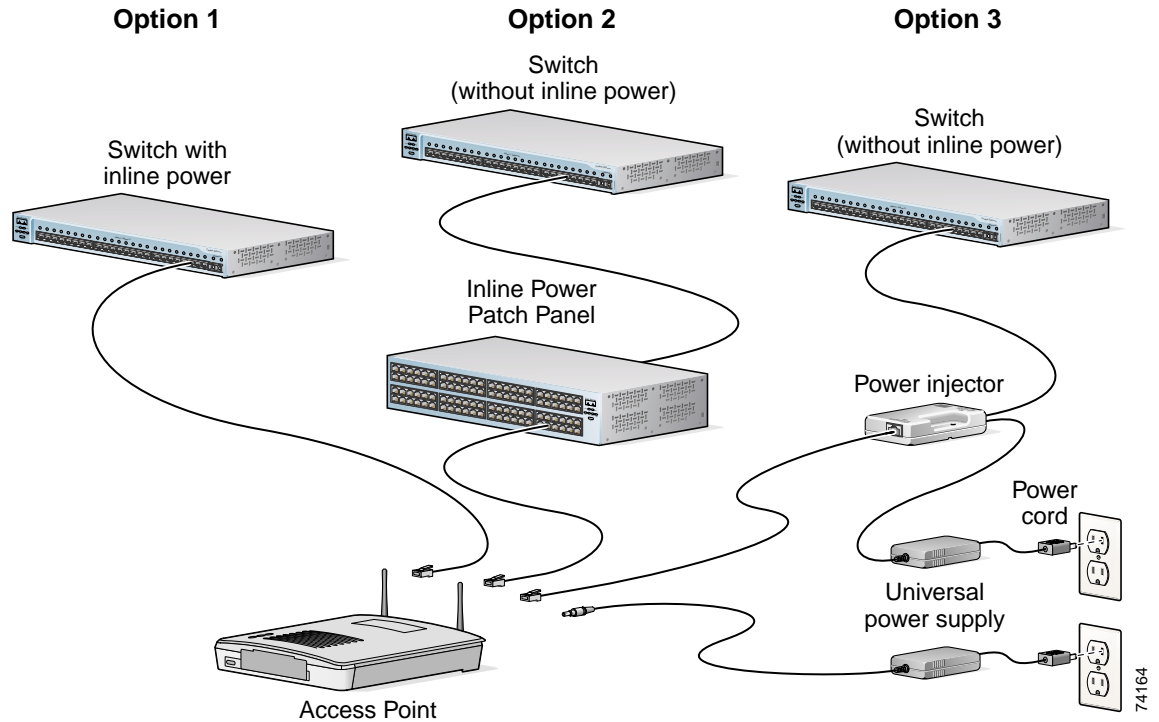 Option 1
Option 2
Option 3
Switch
(without inline power)
Switch
(without inline power)
Switch with
inline power
Inline Power
Patch Panel
Power injector
Power
cord
Universal
power supply
Access Point
74164